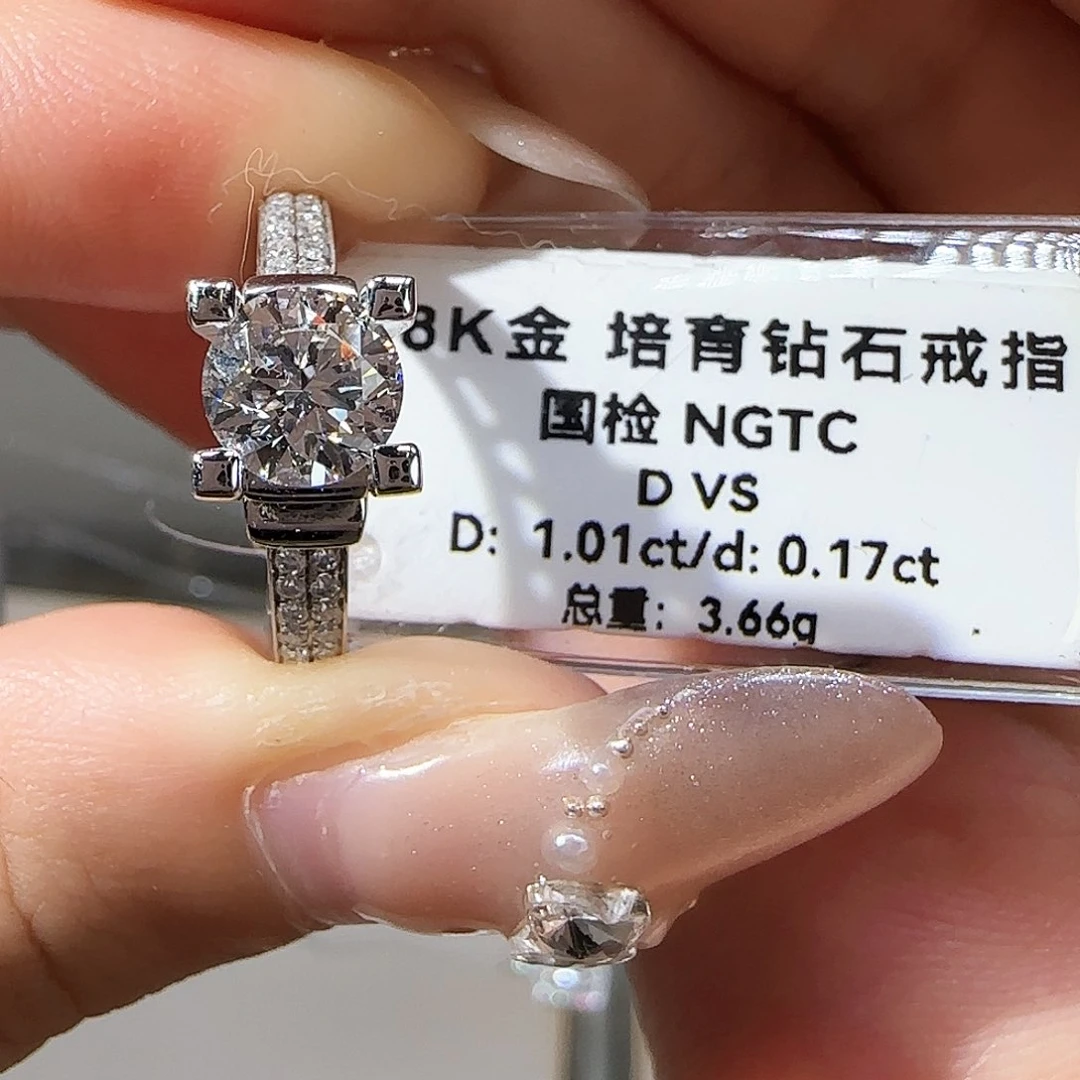 8K金 培育钻石戒指
国检 NGTC
D VS
D: 1.01ct/d: 0.17ct
总重: 3.66g